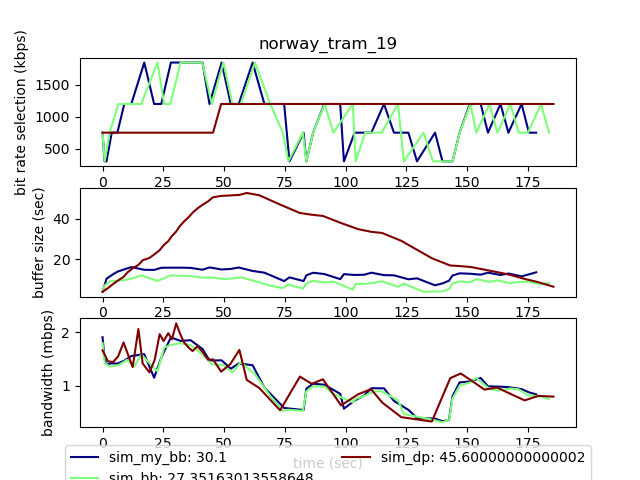 norway_tram_19
bit rate selection (kbps)
1500
1000
500
0 25 50 75 100 125 150 175
buffer size (sec)
40
20
0 25 50 75 100 125 150 175
bandwidth (mbps)
2
1
0 25 50 75 100 125 150 175
time (sec)
sim_my_bb: 30.1
sim_bb: 27.35163013558648
sim_dp: 45.60000000000002